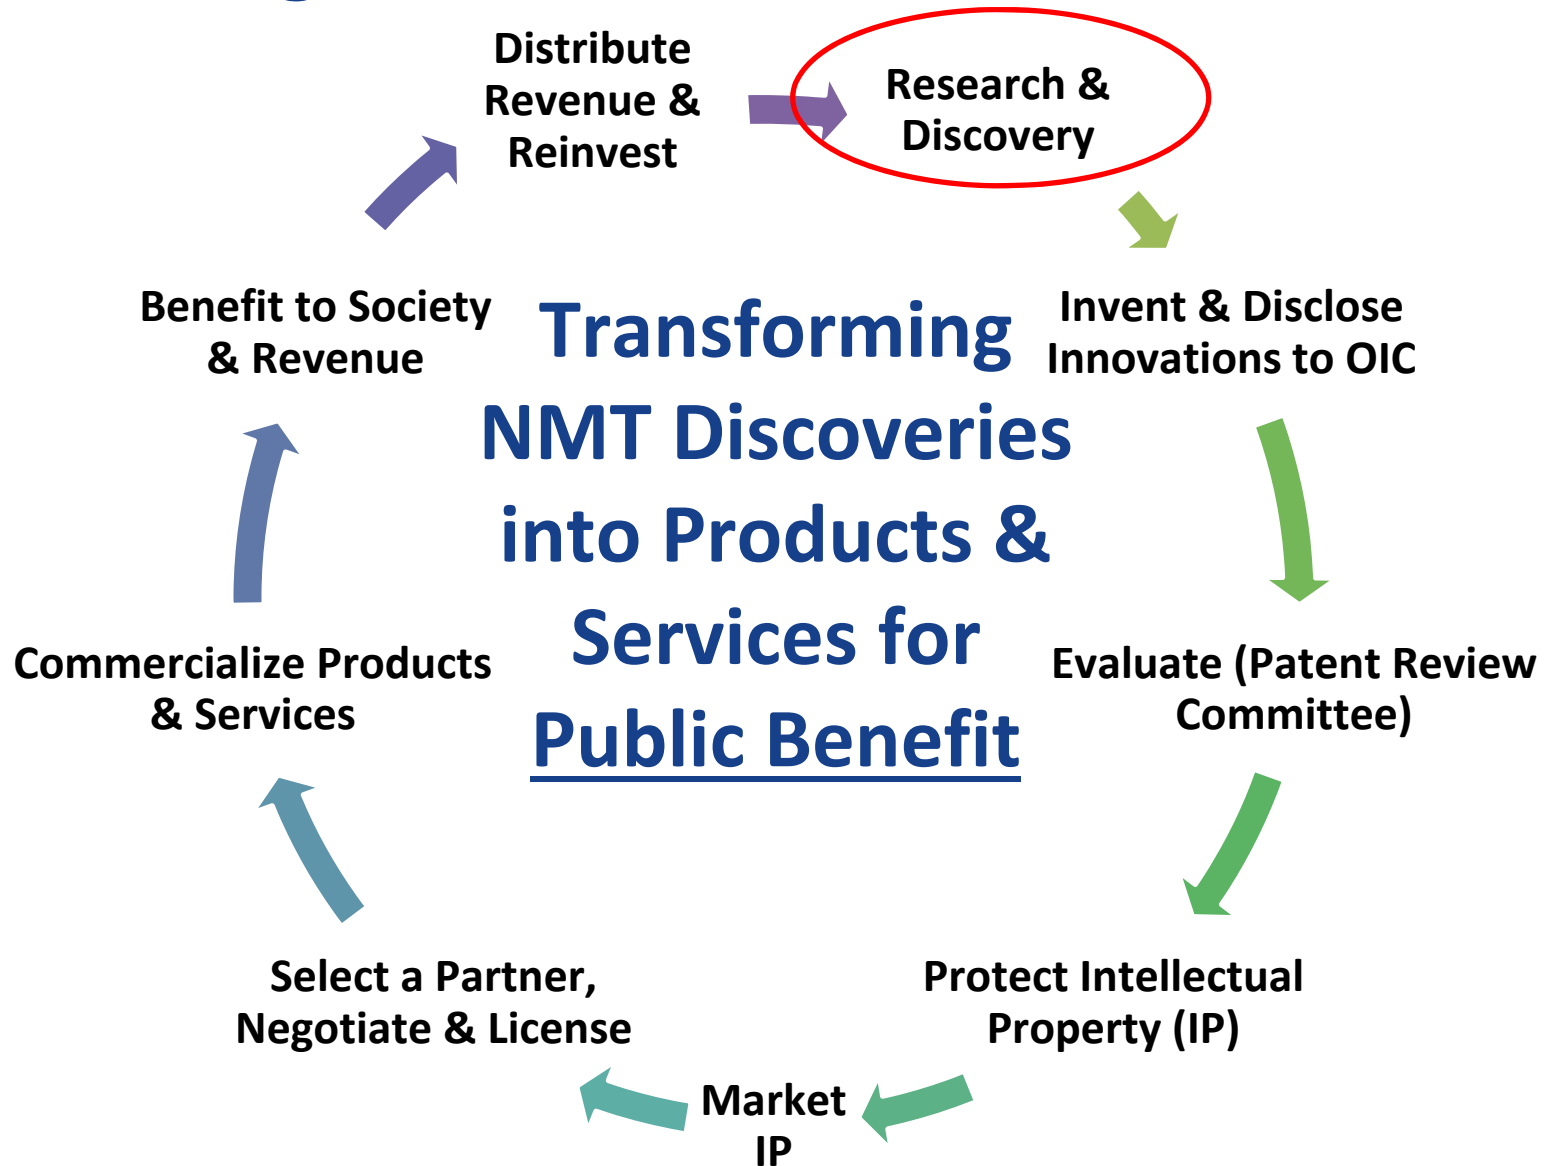 Distribute
Revenue &
Reinvest
Research &
Discovery
Invent & Disclose
Innovations to OIC
Evaluate (Patent Review
Committee)
Protect Intellectual
Property (IP)
Market
IP
Select a Partner,
Negotiate & License
Commercialize Products
& Services
Benefit to Society
& Revenue
Transforming
NMT Discoveries
into Products &
Services for
Public Benefit